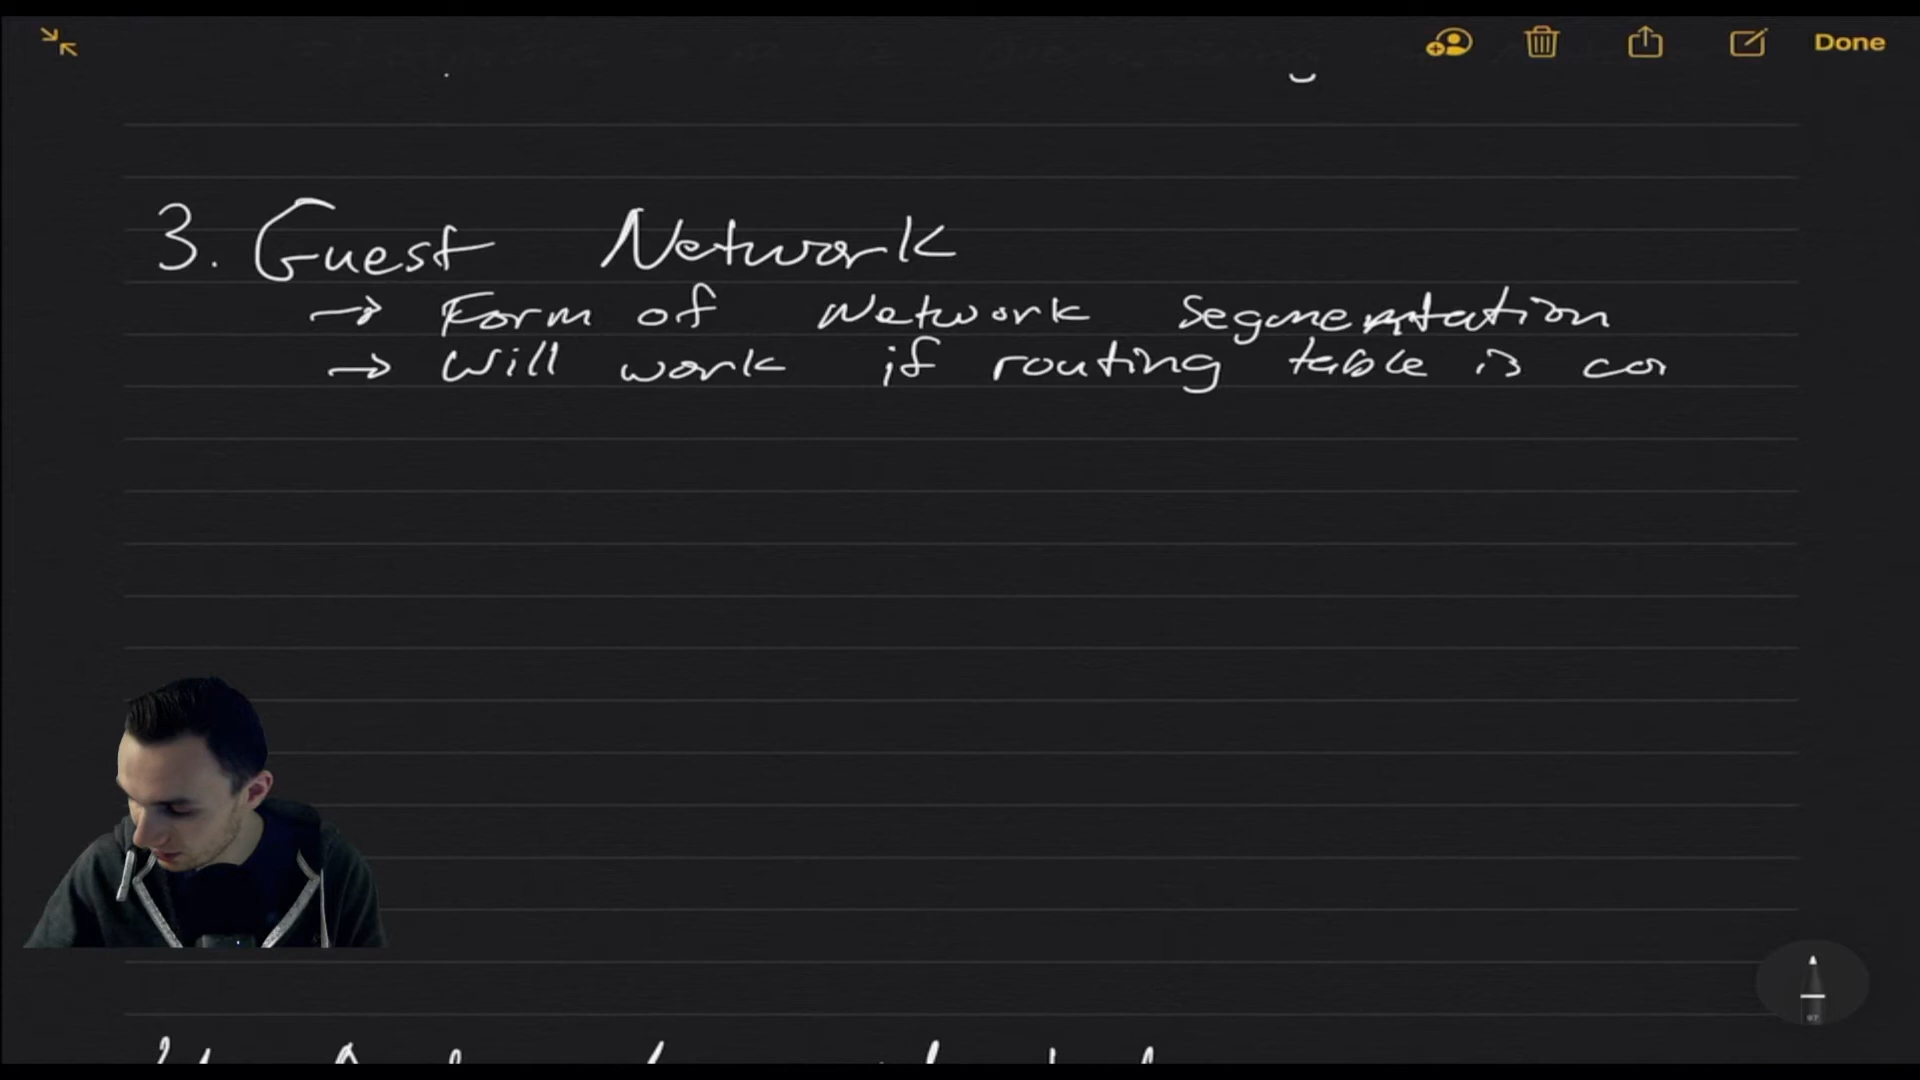 Done
3. Guest Network
→ Form of Network Segmentation
→ Will work if routing table is cor